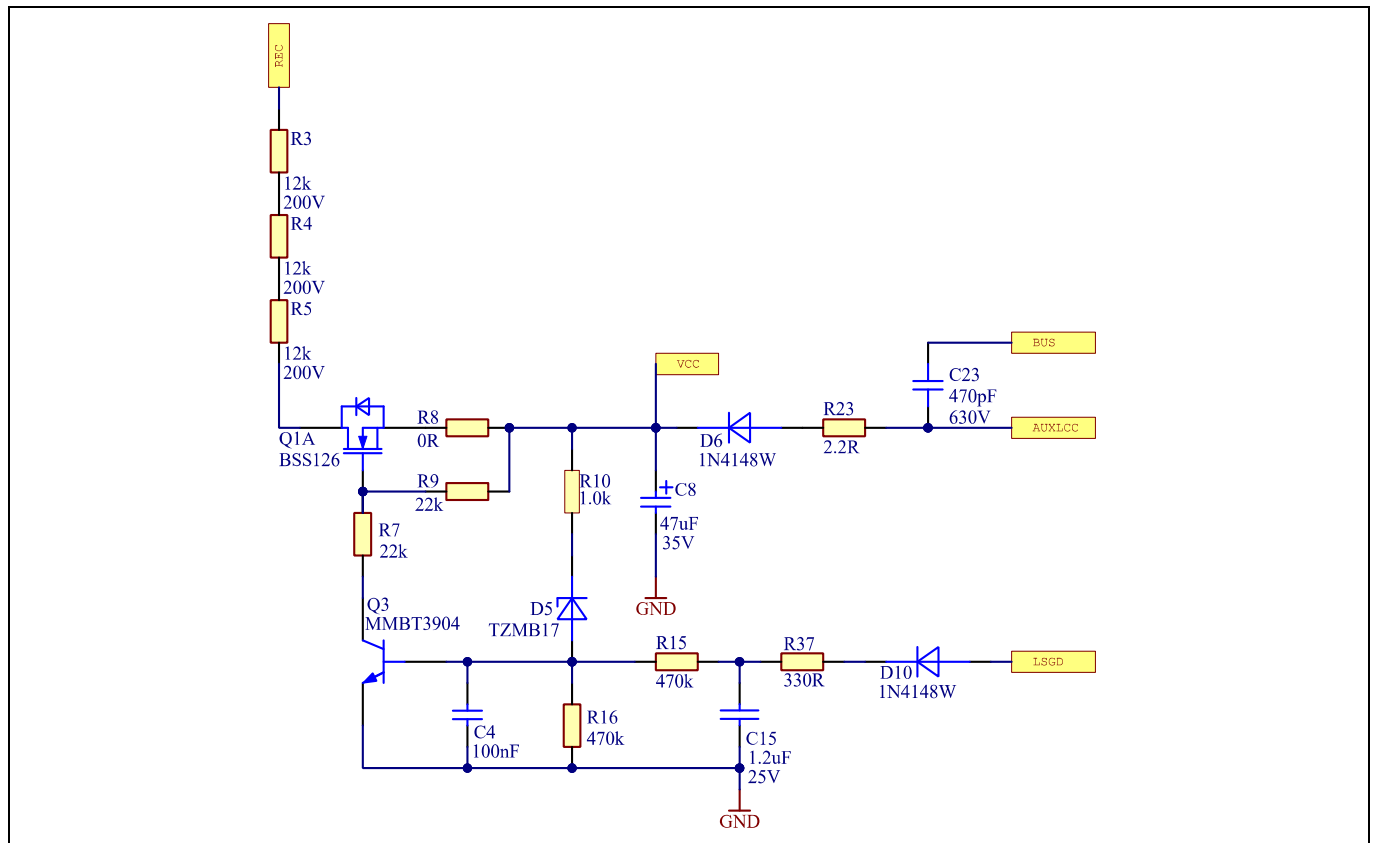 REC
R3
12k
200V
R4
12k
200V
R5
12k
200V
BUS
VCC
C23
470pF
630V
R8
0R
R23
2.2R
AUXLCC
Q1A
BSS126
D6
1N4148W
R9
22k
R10
1.0k
C8
47uF
35V
R7
22k
GND
Q3
MMBT3904
D5
TZMB17
R15
470k
R37
330R
D10
1N4148W
LSGD
C4
100nF
R16
470k
C15
1.2uF
25V
GND